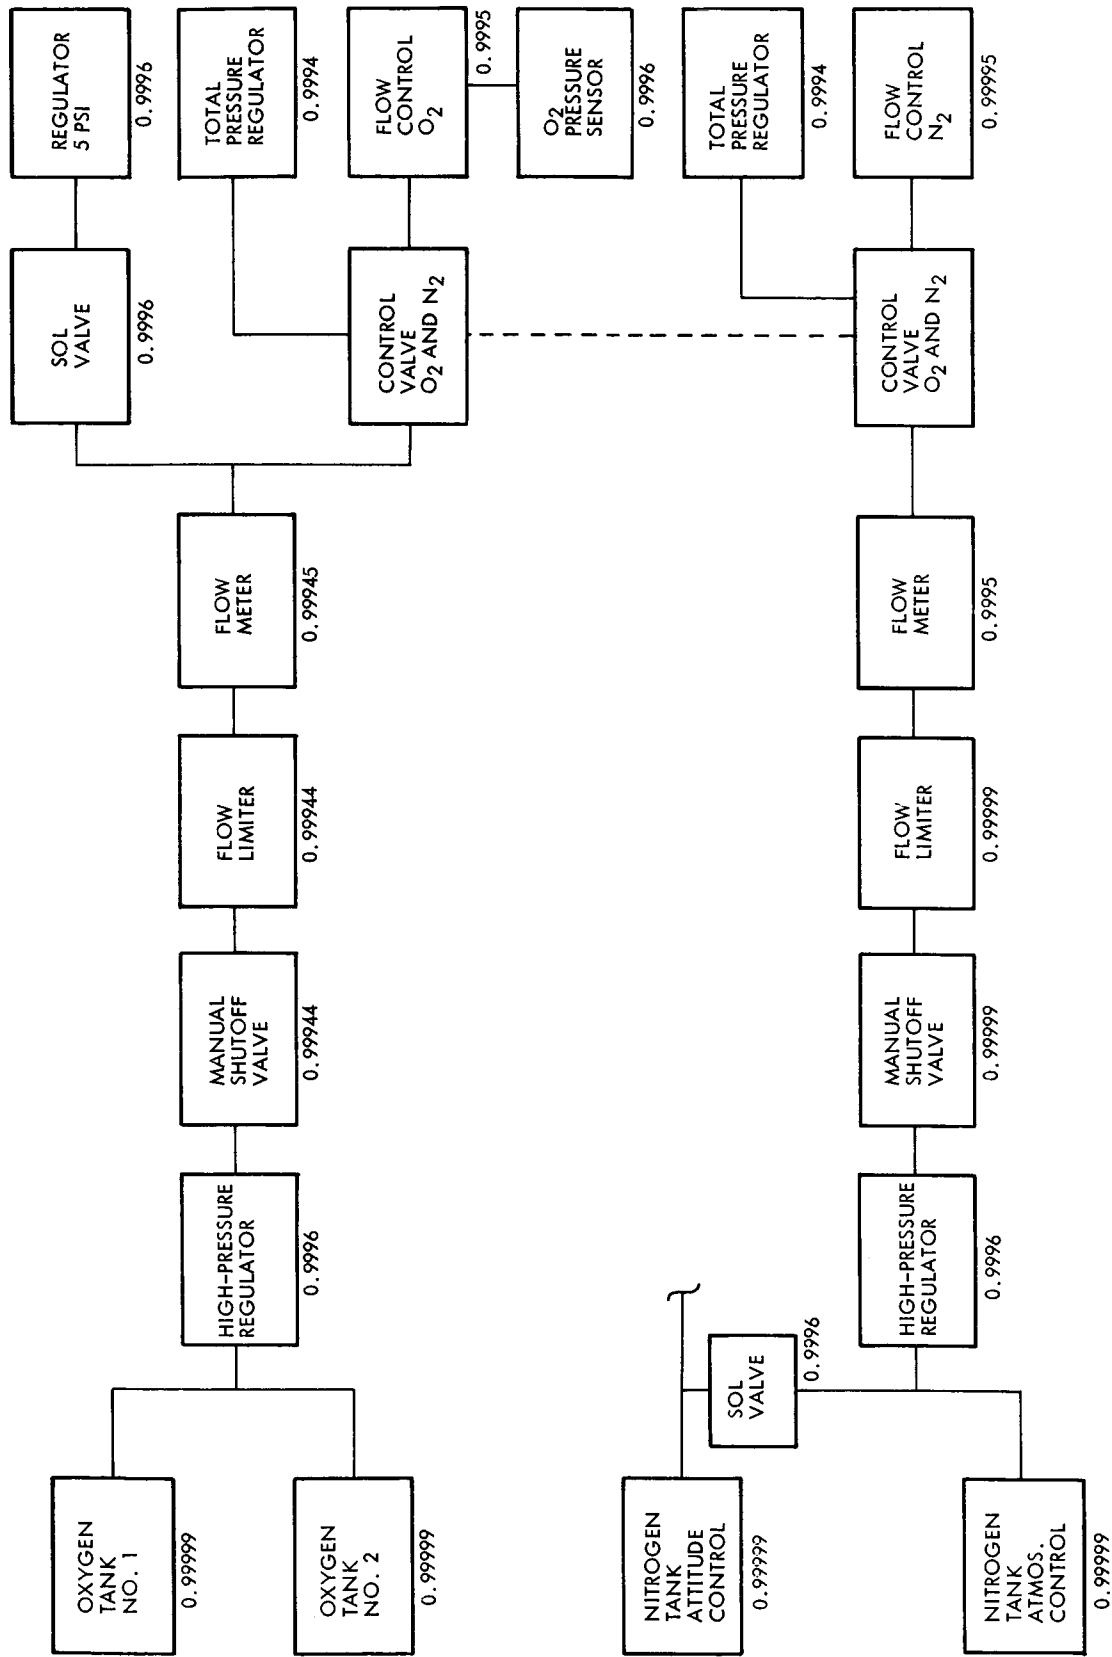 OXYGEN
TANK
NO. 1
0.99999
OXYGEN
TANK
NO. 2
0.99999
HIGH-PRESSURE
REGULATOR
0.9996
MANUAL
SHUTOFF
VALVE
0.99944
FLOW
LIMITER
0.99944
FLOW
METER
0.99945
SOL
VALVE
0.9996
REGULATOR
5 PSI
0.9996
TOTAL
PRESSURE
REGULATOR
0.9994
CONTROL
VALVE
O2 AND N2
FLOW
CONTROL
O2
0.9995
O2
PRESSURE
SENSOR
0.9996
NITROGEN
TANK
ATTITUDE
CONTROL
0.99999
SOL
VALVE
0.9996
NITROGEN
TANK
ATMOS.
CONTROL
0.99999
HIGH-PRESSURE
REGULATOR
0.9996
MANUAL
SHUTOFF
VALVE
0.99999
FLOW
LIMITER
0.99999
FLOW
METER
0.9995
CONTROL
VALVE
O2 AND N2
TOTAL
PRESSURE
REGULATOR
0.9994
FLOW
CONTROL
N2
0.99995